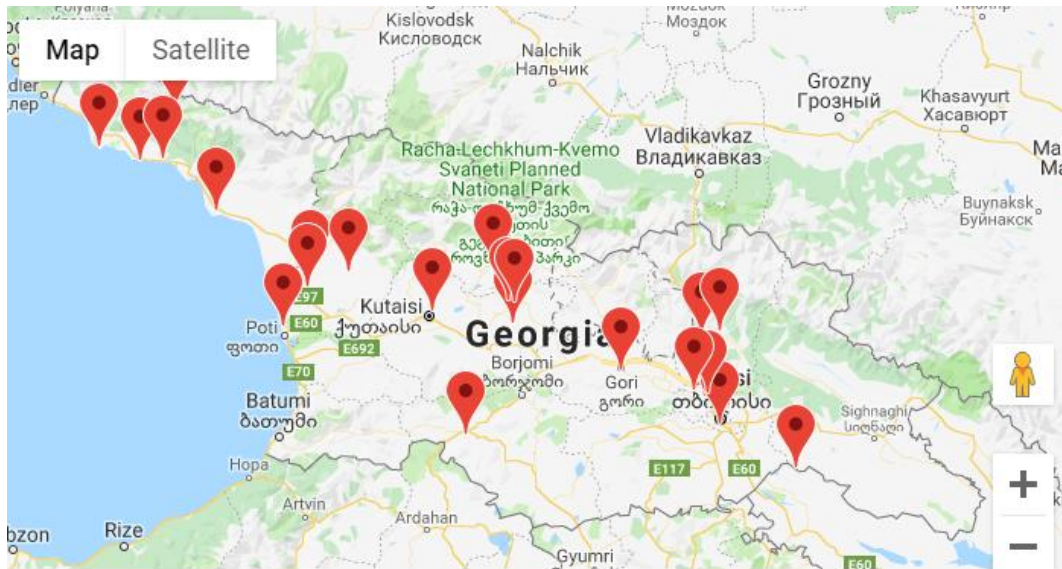 Map
Satellite
Kislovodsk
Кисловодск
Моздок
Nalchik
Нальчик
Grozny
Грозный
Khasavyurt
Хасавюрт
Vladikavkaz
Владикавказ
Racha-Lechkhum-Kvemo
Svaneti Planned
National Park
Buynaksk
Буйнакск
E97
Kutaisi
ქუთაისი
Georgia
Poti
ფოთი
E60
E692
E70
Borjomi
ბორჯომი
Gori
გორი
Batumi
ბათუმი
Sighnaghi
სიღნაღი
Hopa
E117
E60
Artvin
Ardahan
Rize
Gyumri
E60